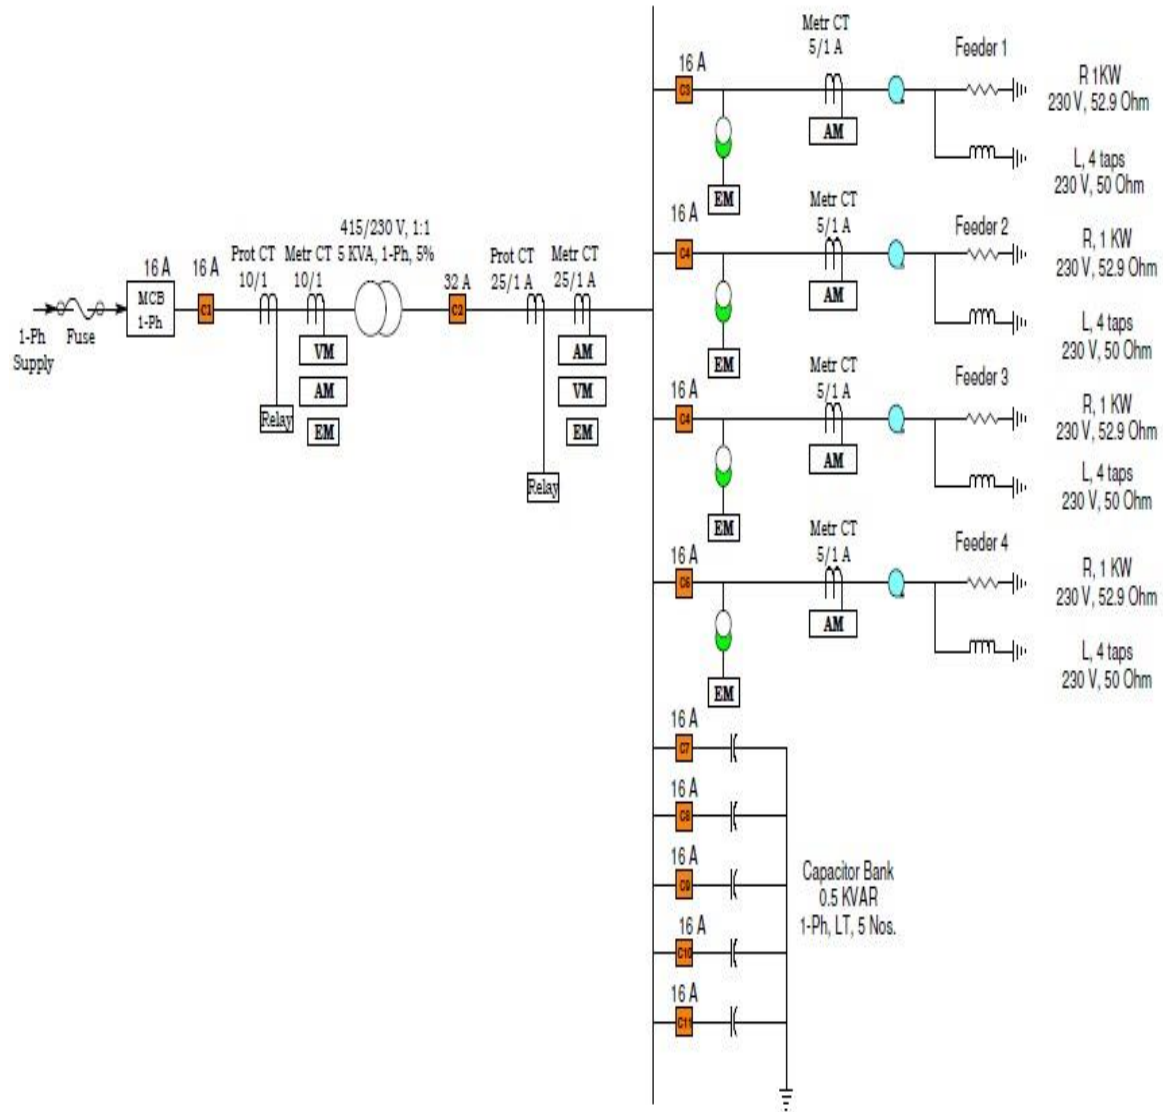 Metr CT
5/1 A
Feeder 1
16 A
C3
AM
EM
R 1KW
230 V, 52.9 Ohm
L, 4 taps
230 V, 50 Ohm
Metr CT
5/1 A
Feeder 2
16 A
C4
AM
EM
R, 1 KW
230 V, 52.9 Ohm
L, 4 taps
230 V, 50 Ohm
415/230 V, 1:1
5 KVA, 1-Ph, 5%
Prot CT
10/1
Metr CT
10/1
16 A
MCB
1-Ph
16 A
C1
1-Ph
Supply
Fuse
VM
AM
EM
Relay
32 A
C2
Prot CT
25/1 A
Metr CT
25/1 A
AM
VM
EM
Relay
Metr CT
5/1 A
Feeder 3
16 A
C4
AM
EM
R, 1 KW
230 V, 52.9 Ohm
L, 4 taps
230 V, 50 Ohm
Metr CT
5/1 A
Feeder 4
16 A
C6
AM
EM
R, 1 KW
230 V, 52.9 Ohm
L, 4 taps
230 V, 50 Ohm
16 A
C7
16 A
C8
16 A
C9
16 A
C10
16 A
C11
Capacitor Bank
0.5 KVAR
1-Ph, LT, 5 Nos.